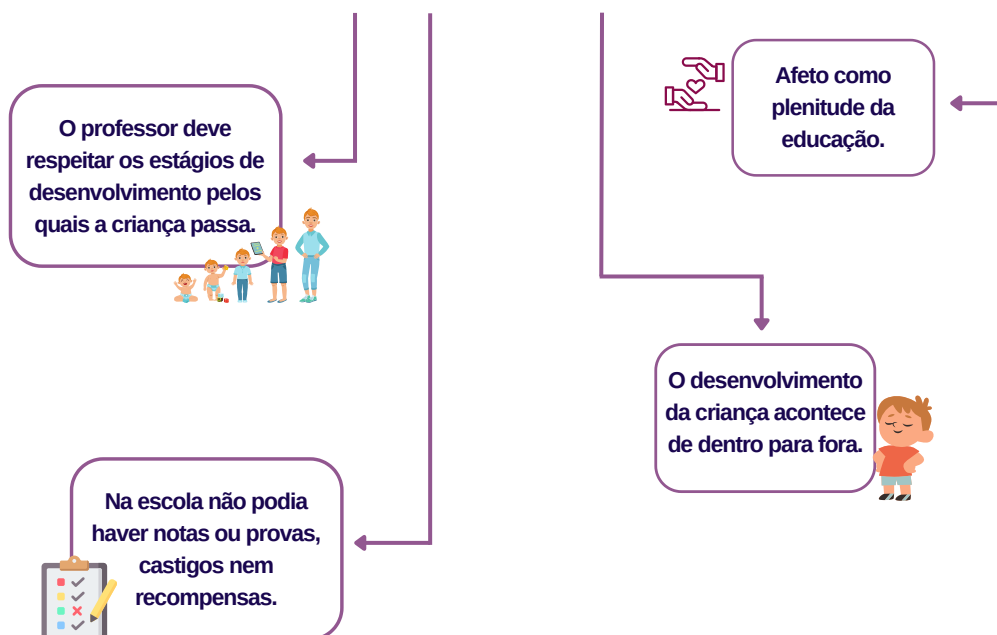 O professor deve
respeitar os estágios de
desenvolvimento pelos
quais a criança passa.
Afeto como
plenitude da
educação.
O desenvolvimento
da criança acontece
de dentro para fora.
Na escola não podia
haver notas ou provas,
castigos nem
recompensas.